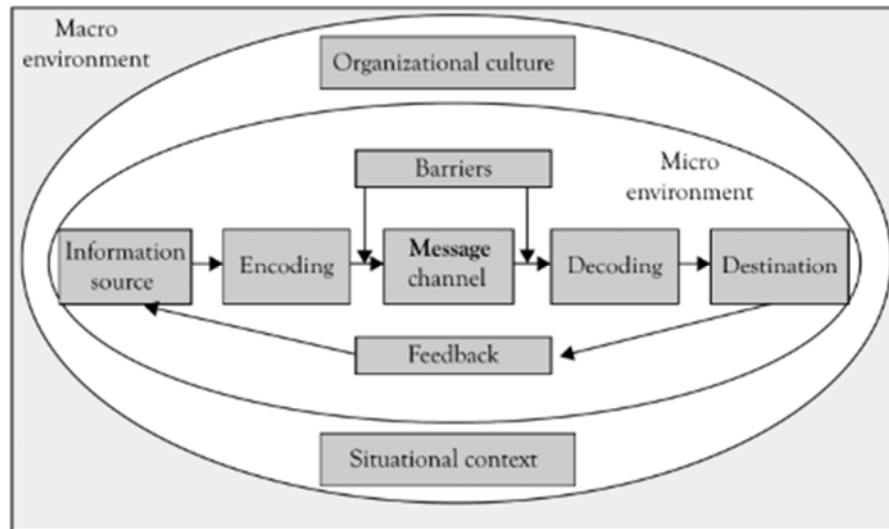 Macro
environment
Organizational culture
Barriers
Micro
environment
Information
source
Encoding
Message
channel
Decoding
Destination
Feedback
Situational context